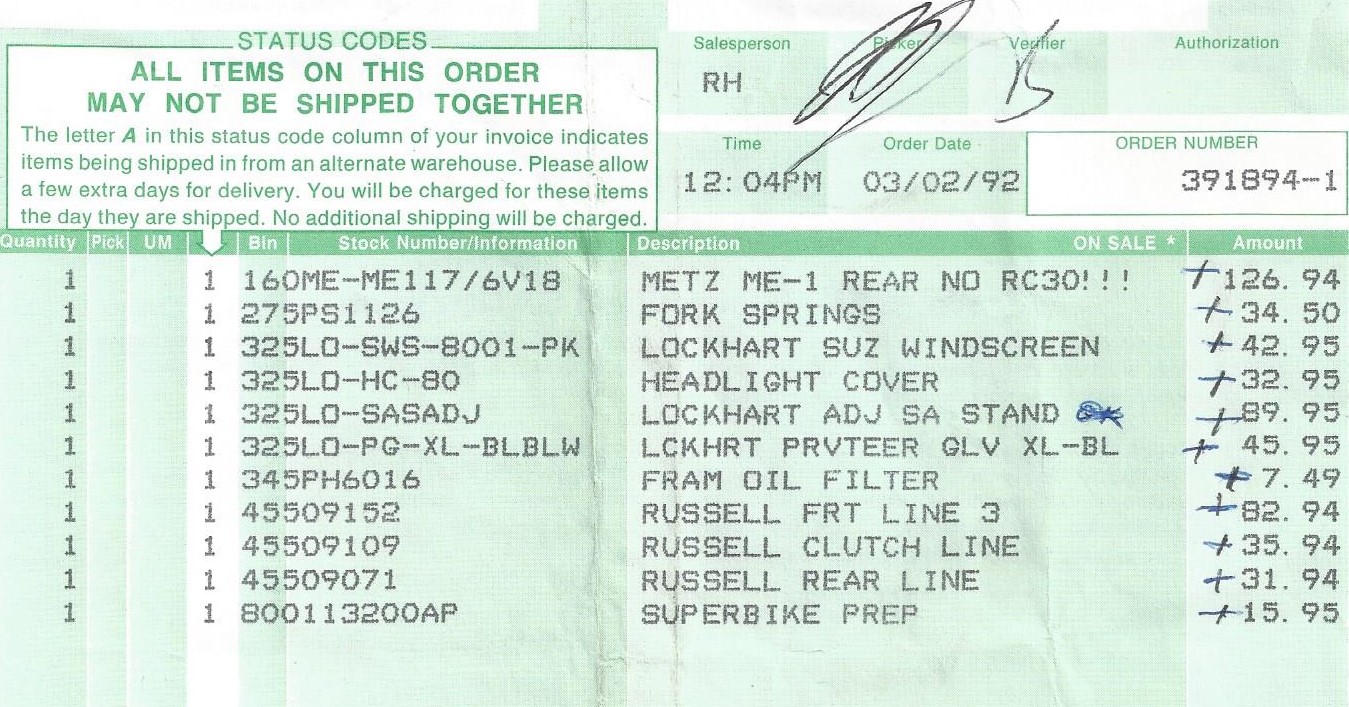 STATUS CODES
ALL ITEMS ON THIS ORDER
MAY NOT BE SHIPPED TOGETHER
The letter A in this status code column of your invoice indicates
items being shipped in from an alternate warehouse. Please allow
a few extra days for delivery. You will be charged for these items
the day they are shipped. No additional shipping will be charged.
Salesperson Picker Verifier Authorization
RH
Time Order Date ORDER NUMBER
12:04PM 03/02/92 391894-1
Quantity Pick UM Bin Stock Number/Information Description ON SALE * Amount
1 1 160ME-ME117/6V18 METZ ME-1 REAR NO RC30!!! +126.94
1 1 275PS1126 FORK SPRINGS +34.50
1 1 325LO-SWS-8001-PK LOCKHART SUZ WINDSCREEN +42.95
1 1 325LO-HC-80 HEADLIGHT COVER +32.95
1 1 325LO-SASADJ LOCKHART ADJ SA STAND +89.95
1 1 325LO-PG-XL-BLBLW LCKHRT PRVTEER GLV XL-BL + 45.95
1 1 345PH6016 FRAM OIL FILTER + 7.49
1 1 45509152 RUSSELL FRT LINE 3 +82.94
1 1 45509109 RUSSELL CLUTCH LINE +35.94
1 1 45509071 RUSSELL REAR LINE +31.94
1 1 800113200AP SUPERBIKE PREP +15.95